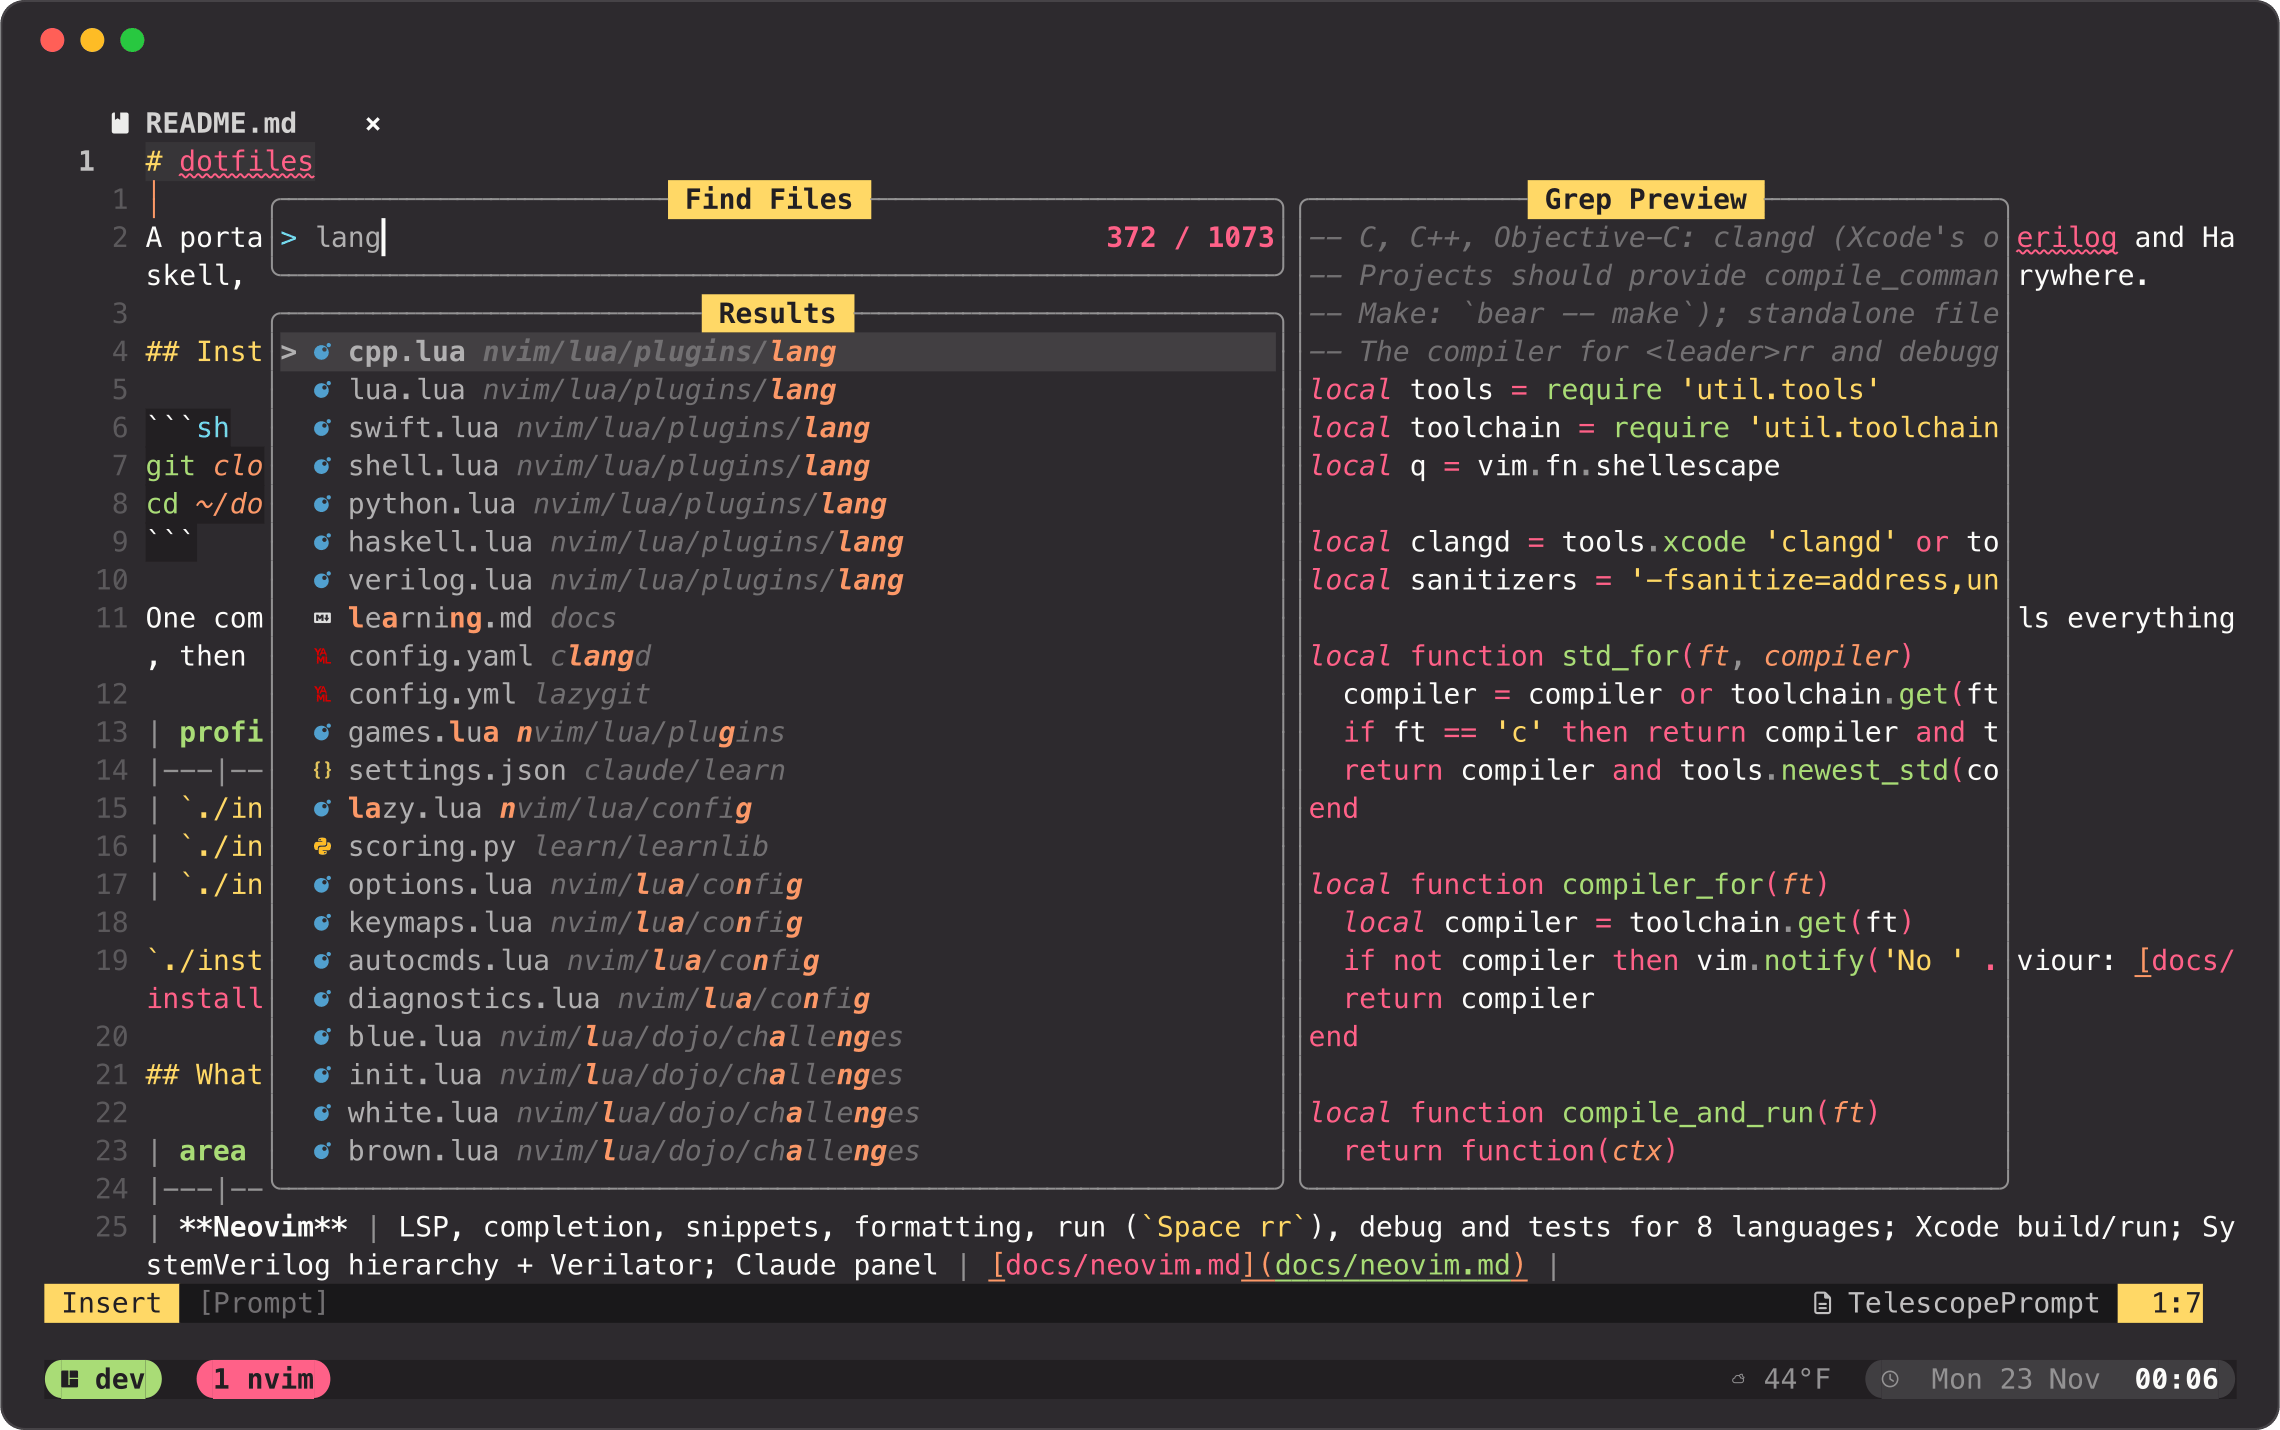 README.md ×
1 # dotfiles
1
2 A porta
skell,
3
4 ## Inst
5
6 ```sh
7 git clo
8 cd ~/do
9 ```
10
11 One com
, then
12
13 | profi
14 |---|--
15 | `./in
16 | `./in
17 | `./in
18
19 `./inst
install
20
21 ## What
22
23 | area
24 |---|--
Find Files
> lang 372 / 1073
Results
> cpp.lua nvim/lua/plugins/lang
lua.lua nvim/lua/plugins/lang
swift.lua nvim/lua/plugins/lang
shell.lua nvim/lua/plugins/lang
python.lua nvim/lua/plugins/lang
haskell.lua nvim/lua/plugins/lang
verilog.lua nvim/lua/plugins/lang
learning.md docs
config.yaml clangd
config.yml lazygit
games.lua nvim/lua/plugins
settings.json claude/learn
lazy.lua nvim/lua/config
scoring.py learn/learnlib
options.lua nvim/lua/config
keymaps.lua nvim/lua/config
autocmds.lua nvim/lua/config
diagnostics.lua nvim/lua/config
blue.lua nvim/lua/dojo/challenges
init.lua nvim/lua/dojo/challenges
white.lua nvim/lua/dojo/challenges
brown.lua nvim/lua/dojo/challenges
Grep Preview
-- C, C++, Objective-C: clangd (Xcode's o
-- Projects should provide compile_comman
-- Make: `bear -- make`); standalone file
-- The compiler for <leader>rr and debugg
local tools = require 'util.tools'
local toolchain = require 'util.toolchain
local q = vim.fn.shellescape
local clangd = tools.xcode 'clangd' or to
local sanitizers = '-fsanitize=address,un
local function std_for(ft, compiler)
compiler = compiler or toolchain.get(ft
if ft == 'c' then return compiler and t
return compiler and tools.newest_std(co
end
local function compiler_for(ft)
local compiler = toolchain.get(ft)
if not compiler then vim.notify('No ' .
return compiler
end
local function compile_and_run(ft)
return function(ctx)
erilog and Ha
rywhere.
ls everything
viour: [docs/
25 | **Neovim** | LSP, completion, snippets, formatting, run (`Space rr`), debug and tests for 8 languages; Xcode build/run; Sy
stemVerilog hierarchy + Verilator; Claude panel | [docs/neovim.md](docs/neovim.md) |
Insert [Prompt] TelescopePrompt 1:7
dev 1 nvim 44°F Mon 23 Nov 00:06